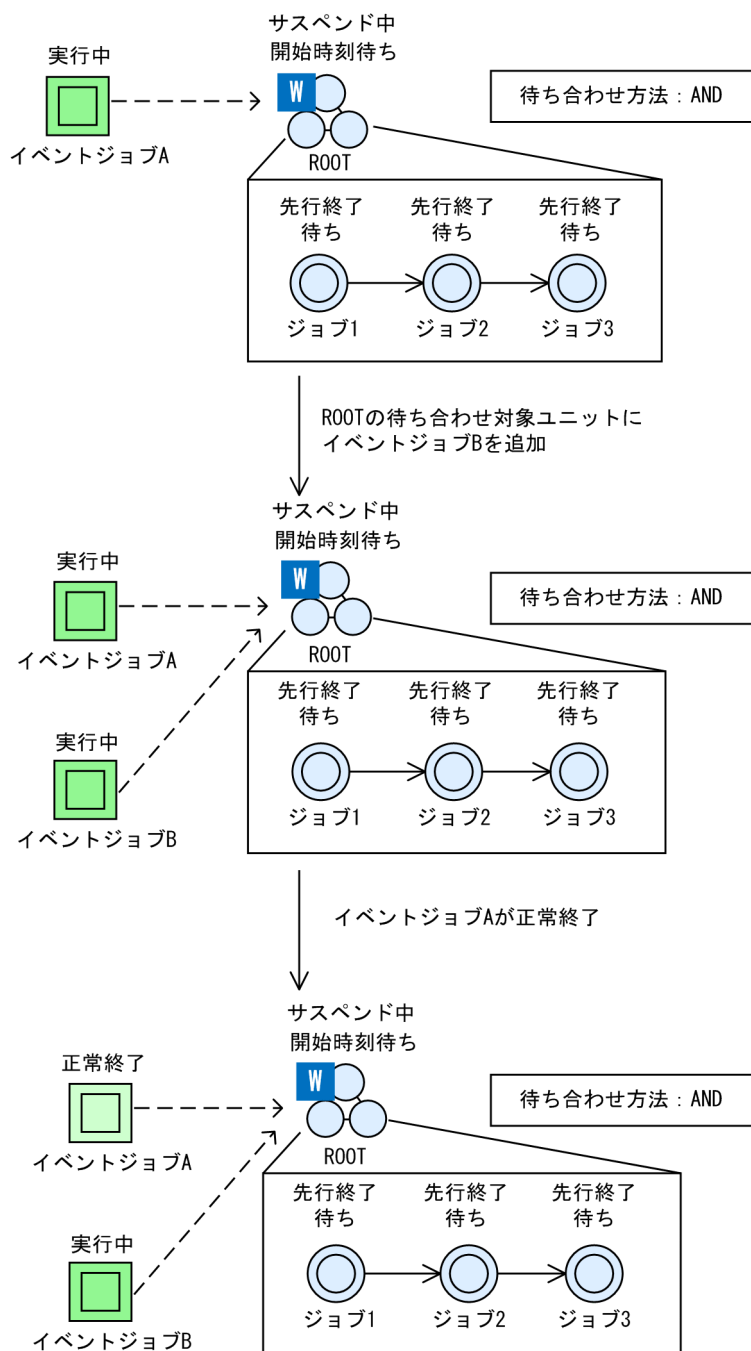 サスペンド中
開始時刻待ち
実行中
W
待ち合わせ方法：AND
イベントジョブA
ROOT
先行終了 先行終了 先行終了
待ち 待ち 待ち
ジョブ1 ジョブ2 ジョブ3
ROOTの待ち合わせ対象ユニットに
イベントジョブBを追加
サスペンド中
開始時刻待ち
実行中
W
待ち合わせ方法：AND
イベントジョブA
ROOT
先行終了 先行終了 先行終了
待ち 待ち 待ち
実行中
ジョブ1 ジョブ2 ジョブ3
イベントジョブB
イベントジョブAが正常終了
サスペンド中
開始時刻待ち
正常終了
W
待ち合わせ方法：AND
イベントジョブA
ROOT
先行終了 先行終了 先行終了
待ち 待ち 待ち
実行中
ジョブ1 ジョブ2 ジョブ3
イベントジョブB